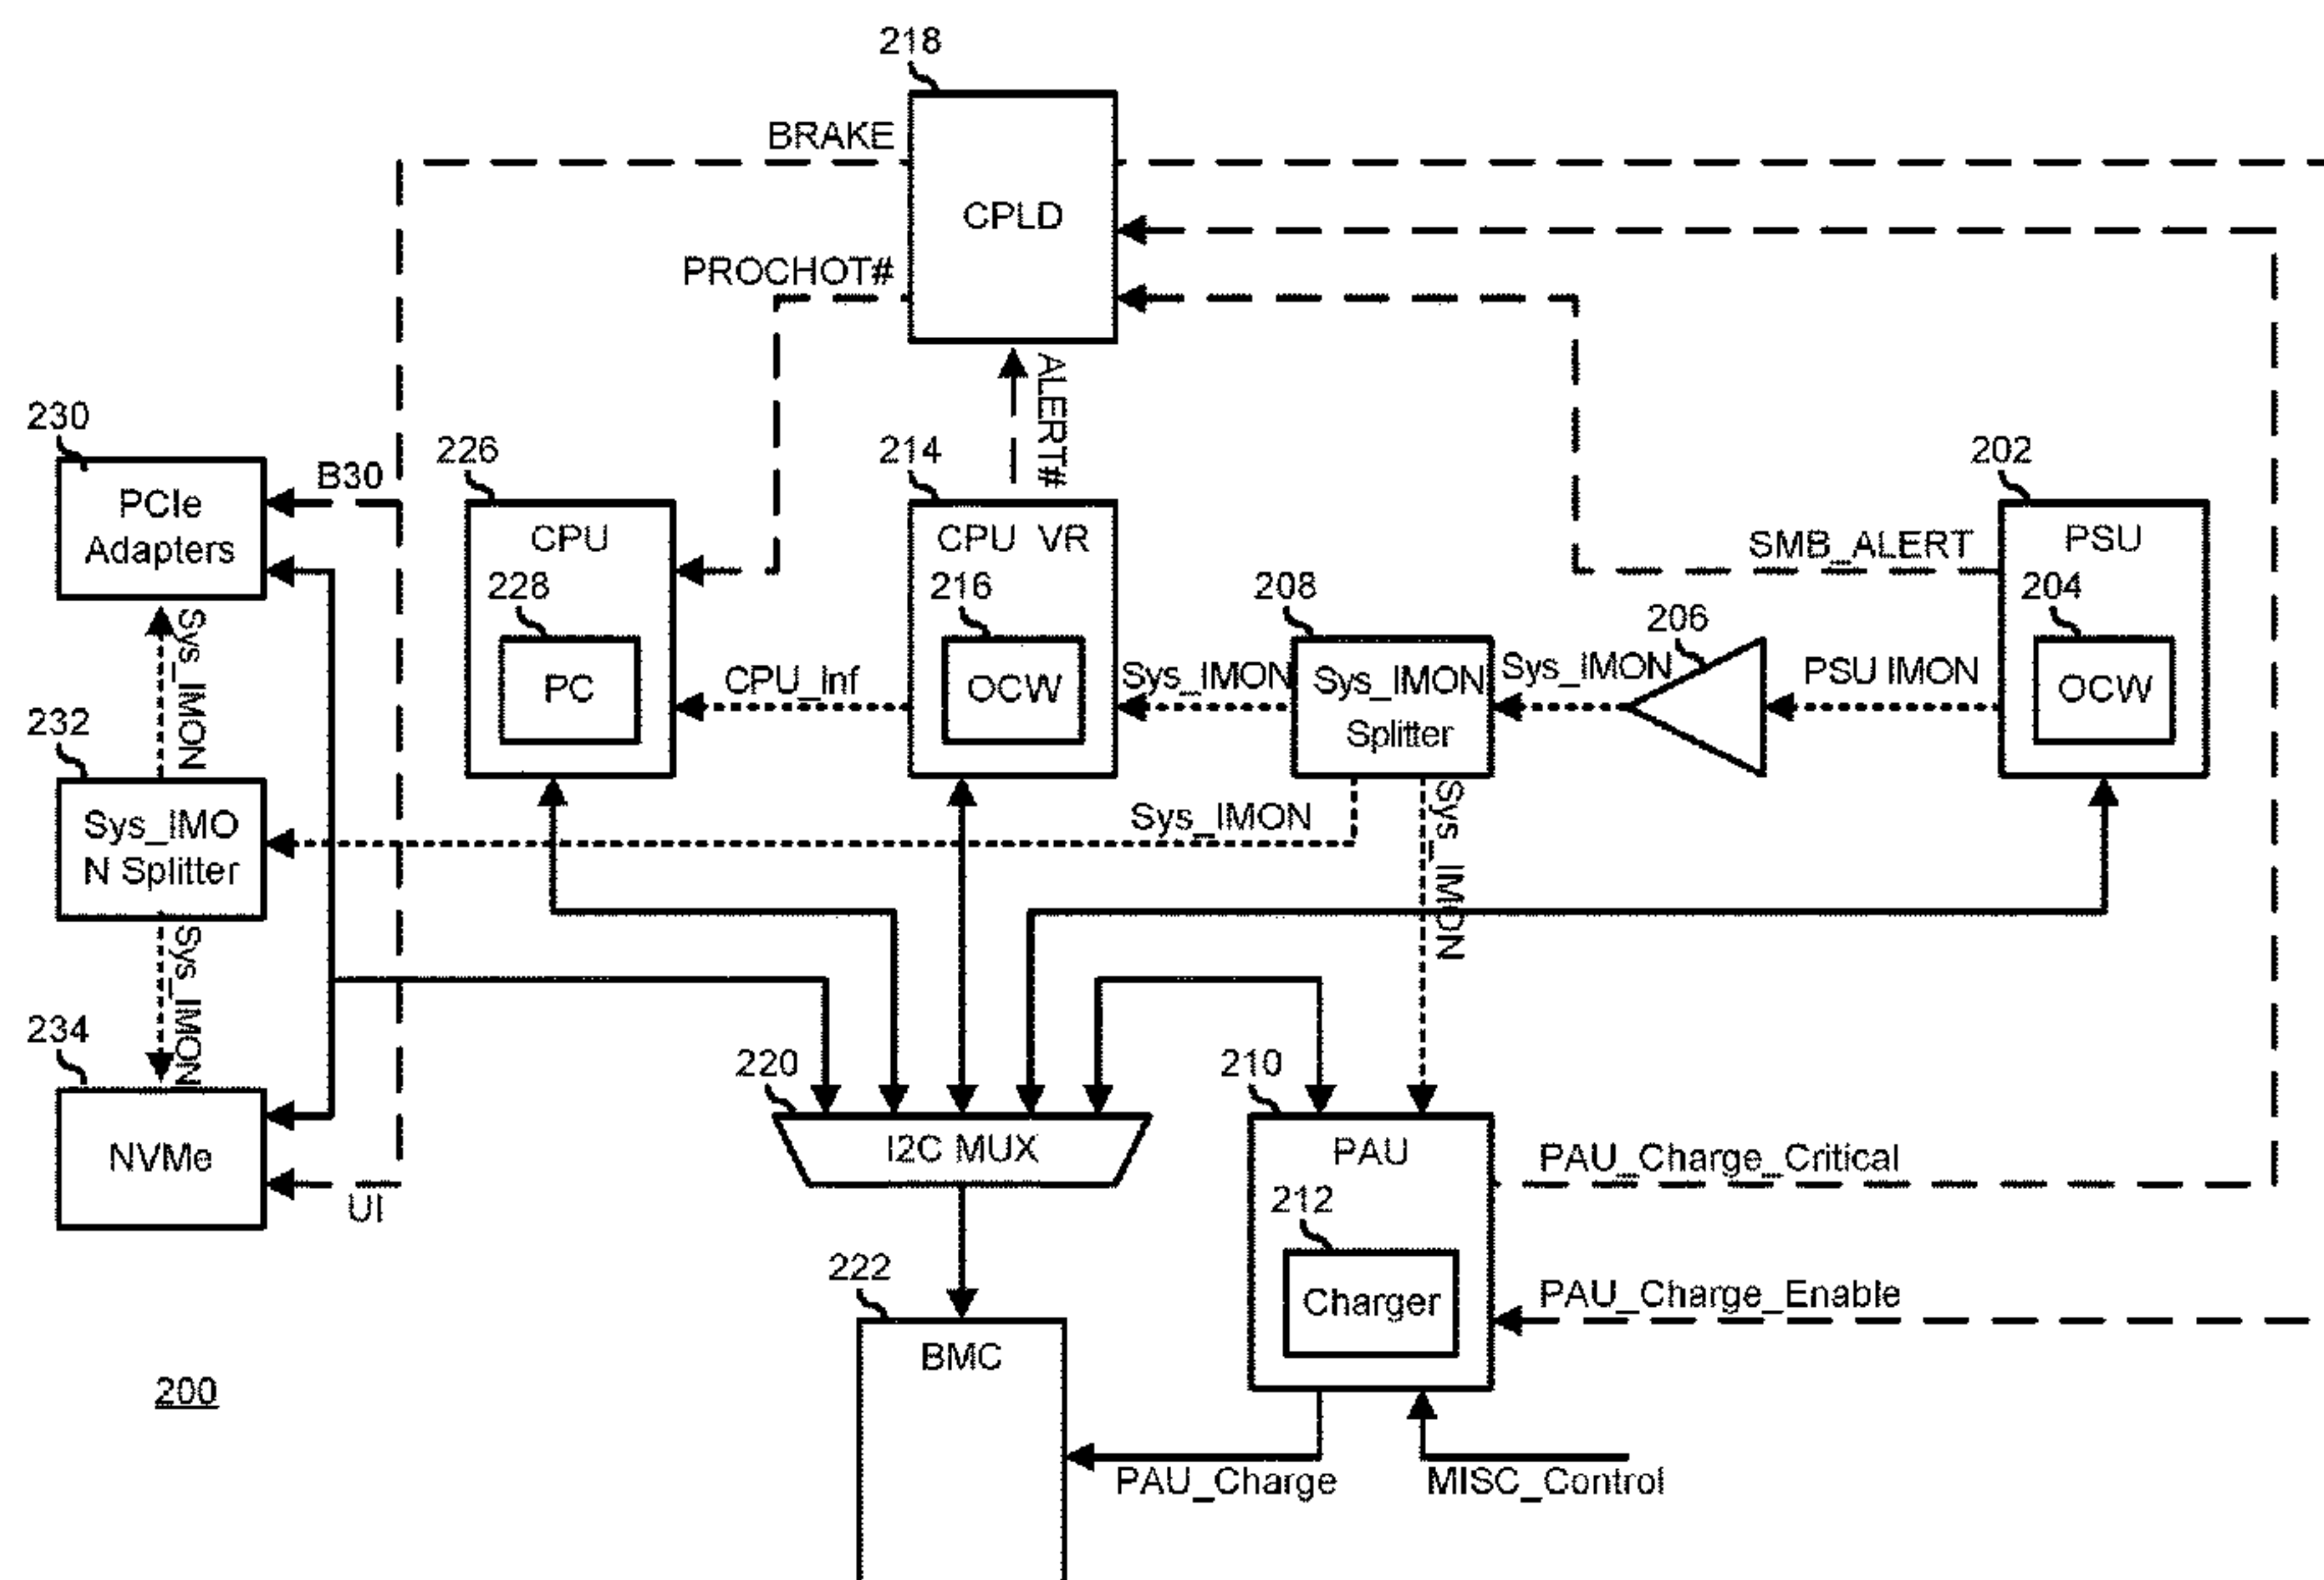 218
BRAKE
CPLD
PROCHOT#
ALERT#
230
PCIe
Adapters
B30
226
CPU
228
PC
214
CPU VR
216
OCW
CPU_Inf
Sys_IMON
208
Sys_IMON
Splitter
Sys_IMON
206
PSU IMON
SMB_ALERT
202
PSU
204
OCW
Sys_IMON
232
Sys_IMO
N Splitter
Sys_IMON
Sys_IMON
Sys_IMON
234
NVMe
UI
220
I2C MUX
210
PAU
212
Charger
PAU_Charge_Critical
PAU_Charge_Enable
222
BMC
PAU_Charge
MISC_Control
200